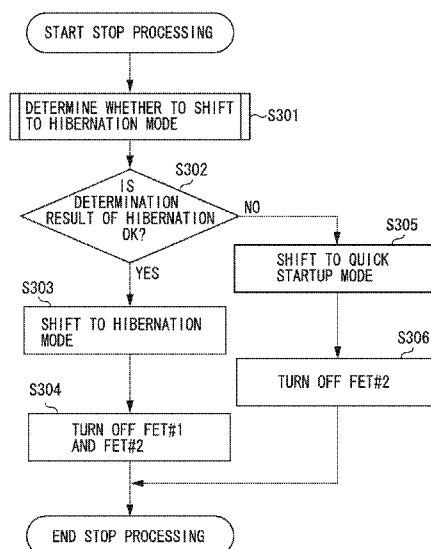 START STOP PROCESSING
DETERMINE WHETHER TO SHIFT
TO HIBERNATION MODE
S301
S302
IS
DETERMINATION
RESULT OF HIBERNATION
OK?
NO
YES
S305
SHIFT TO QUICK
STARTUP MODE
S303
SHIFT TO HIBERNATION
MODE
S306
TURN OFF FET#2
S304
TURN OFF FET#1
AND FET#2
END STOP PROCESSING